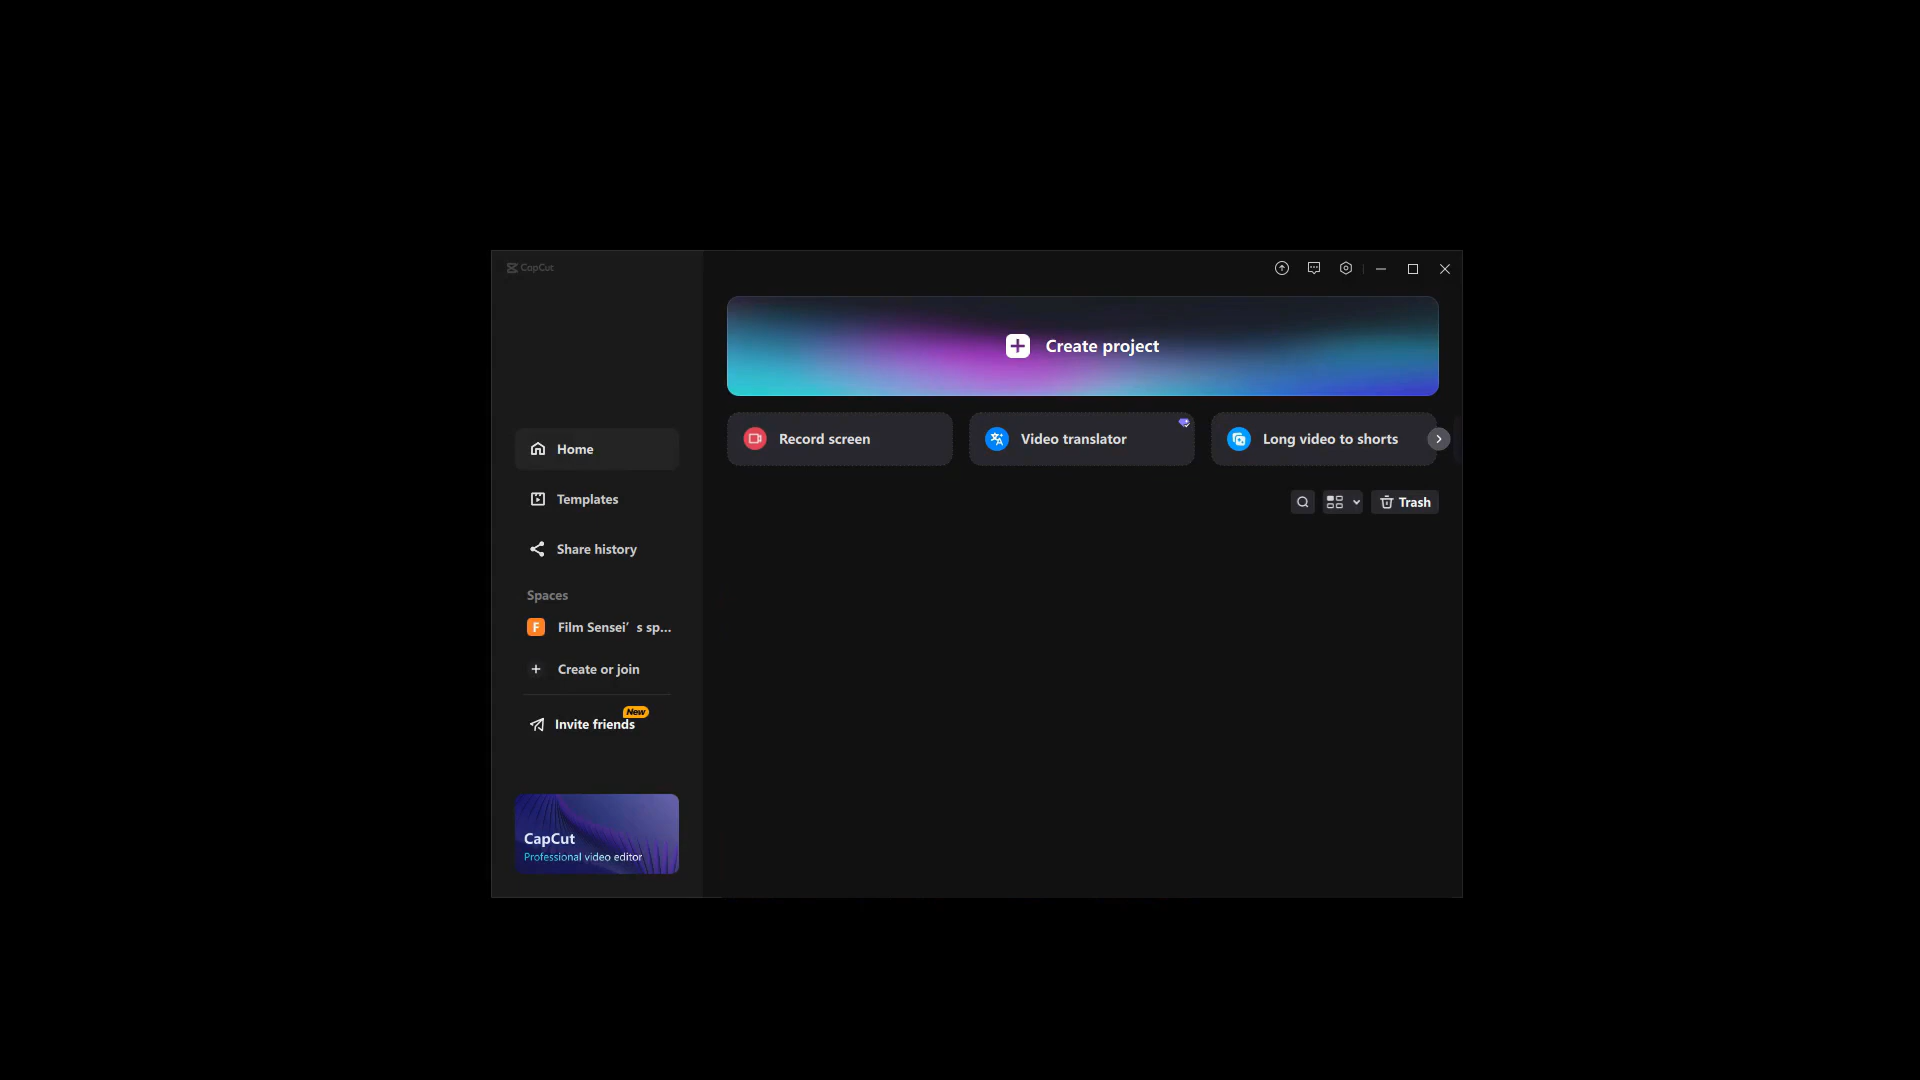 CapCut
Create project
Record screen
Video translator
Long video to shorts
Home
Trash
Templates
Share history
Spaces
F
Film Sensei’s sp...
Create or join
New
Invite friends
CapCut
Professional video editor